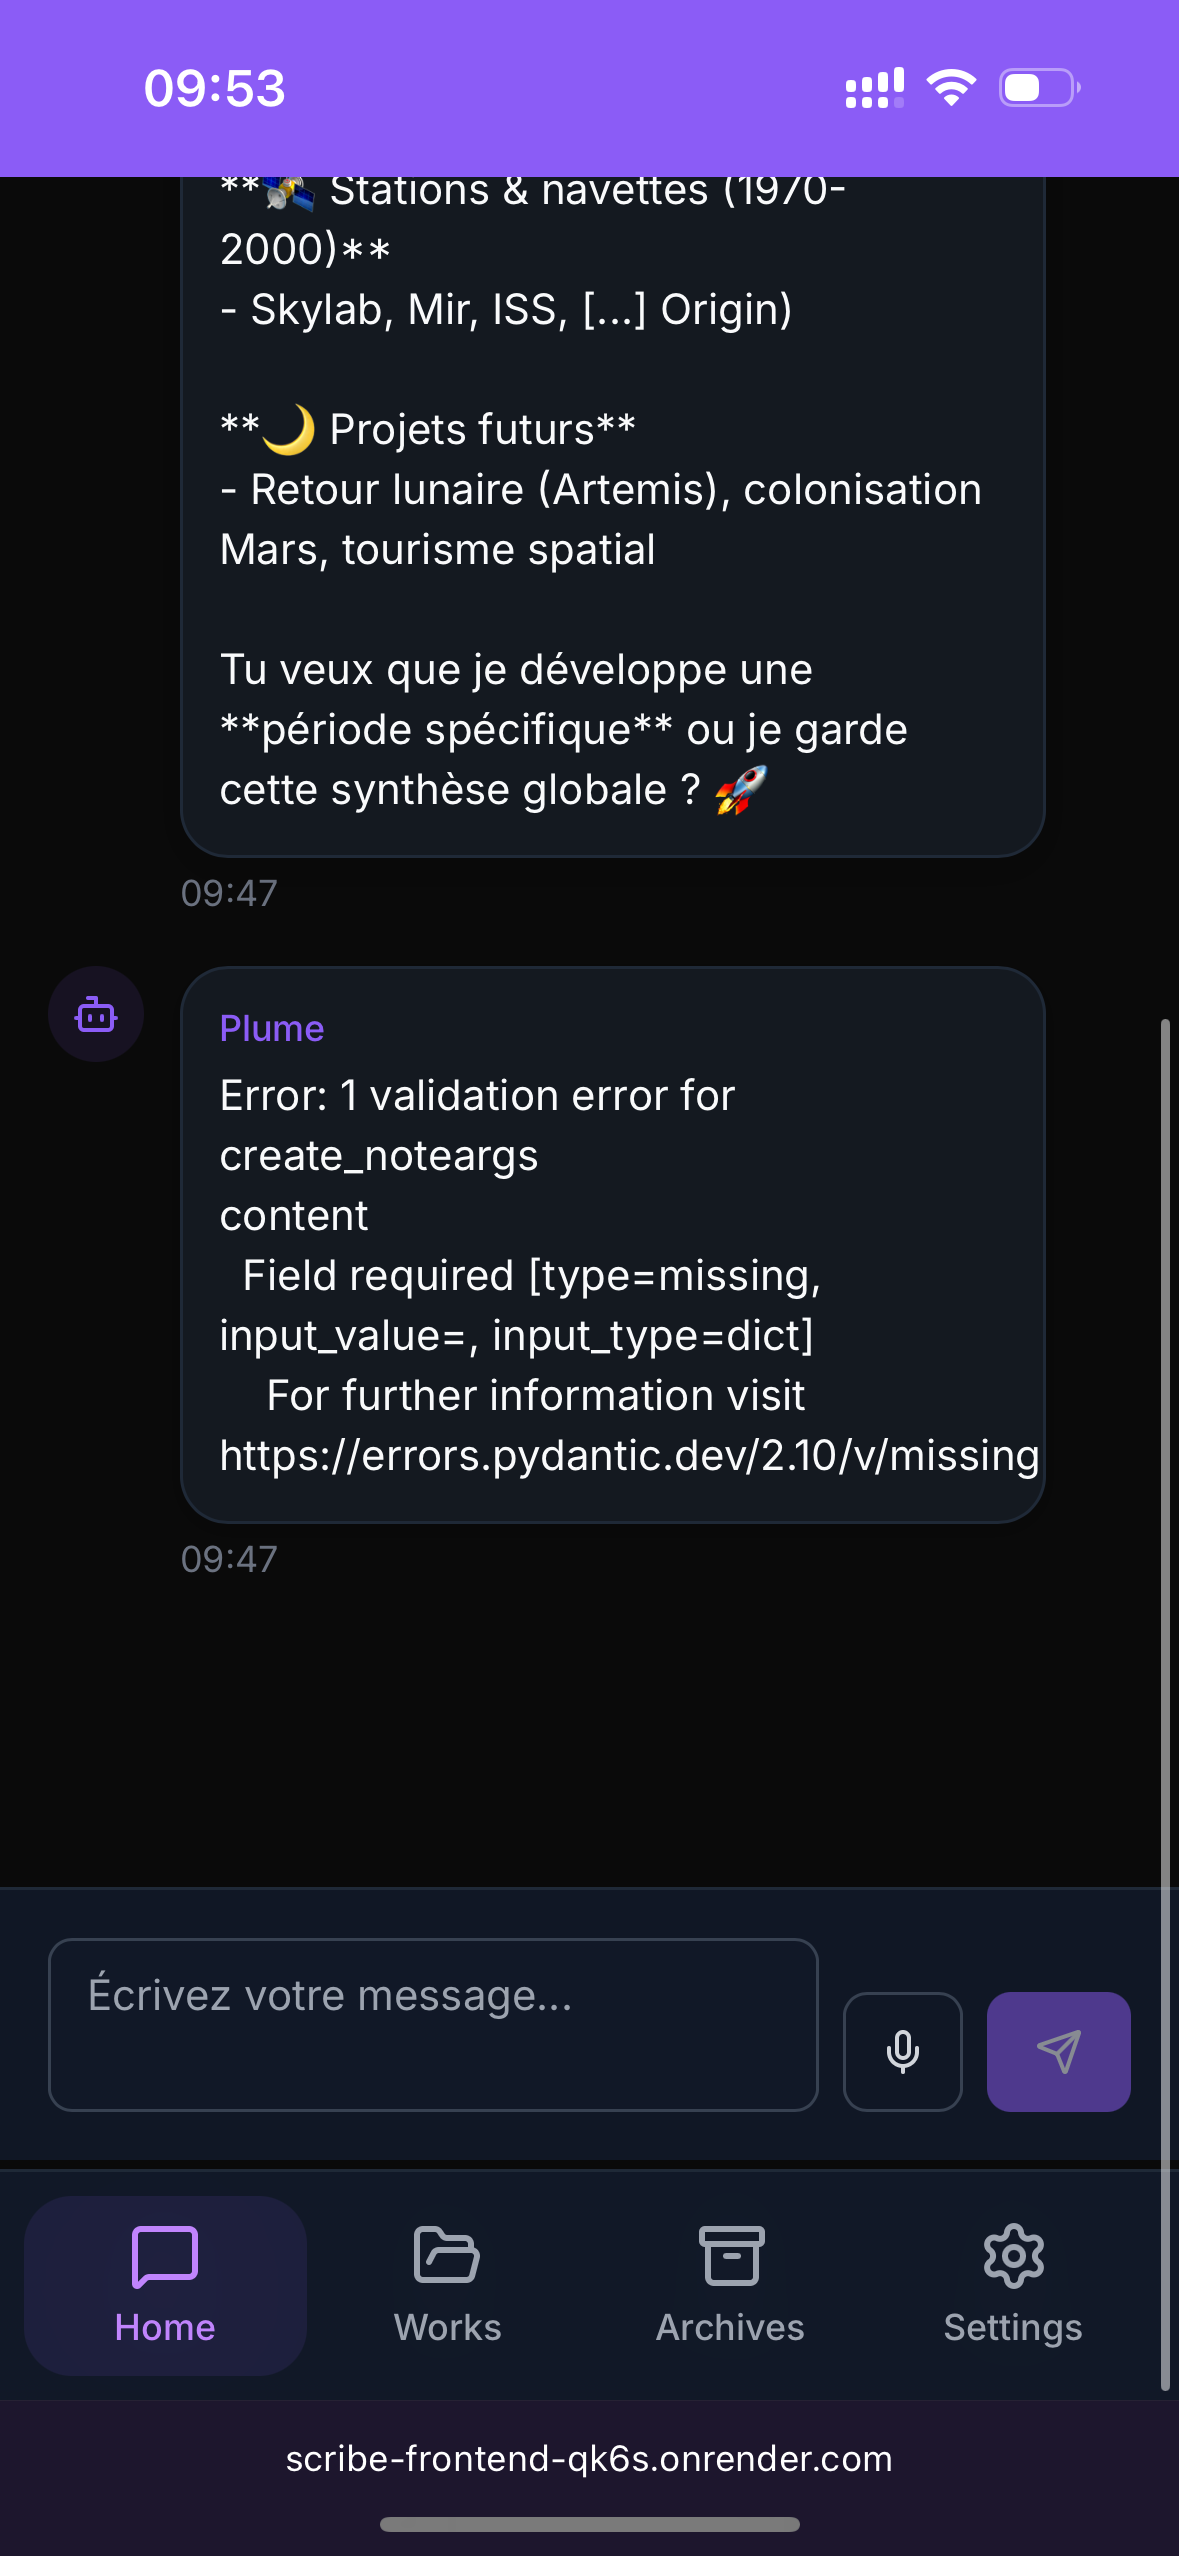 09:53
**🛰️ Stations & navettes (1970-
2000)**
- Skylab, Mir, ISS, [...] Origin)
**🌙 Projets futurs**
- Retour lunaire (Artemis), colonisation
Mars, tourisme spatial
Tu veux que je développe une
**période spécifique** ou je garde
cette synthèse globale ? 🚀
09:47
Plume
Error: 1 validation error for
create_noteargs
content
Field required [type=missing,
input_value=, input_type=dict]
For further information visit
https://errors.pydantic.dev/2.10/v/missing
09:47
Écrivez votre message...
Home
Works
Archives
Settings
scribe-frontend-qk6s.onrender.com